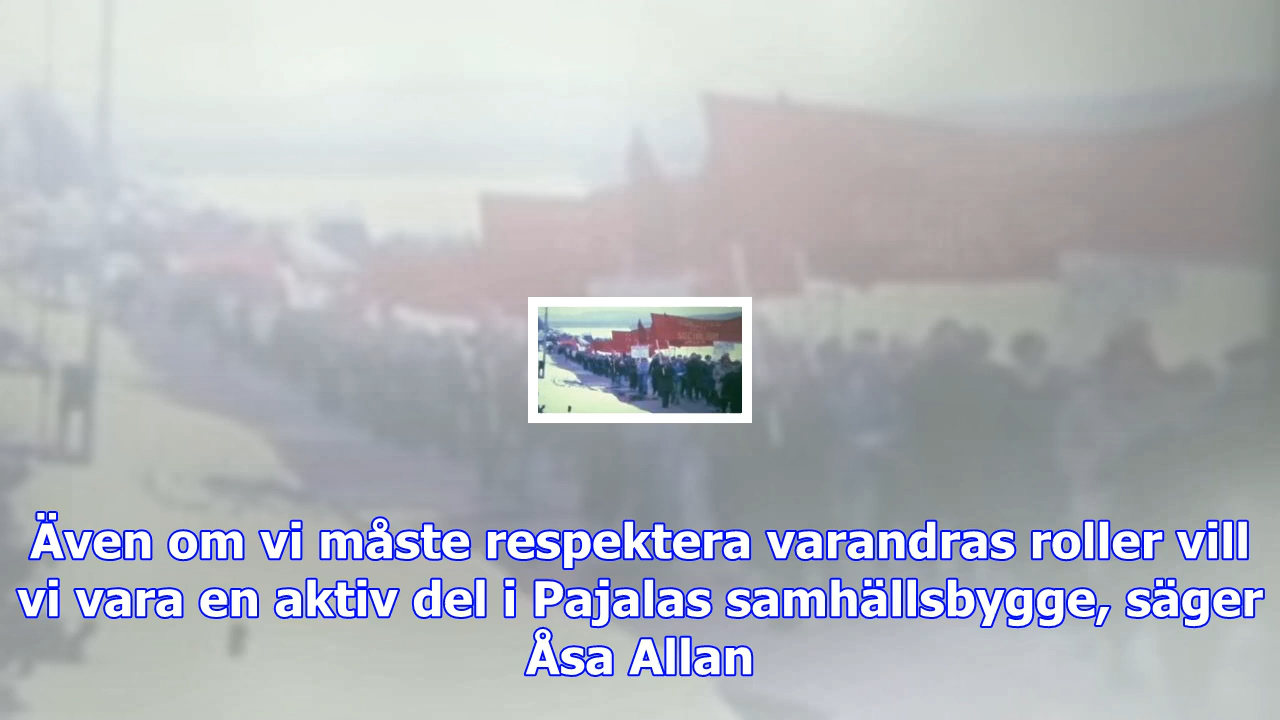 Även om vi måste respektera varandras roller vill
vi vara en aktiv del i Pajalas samhällsbygge, säger
Åsa Allan